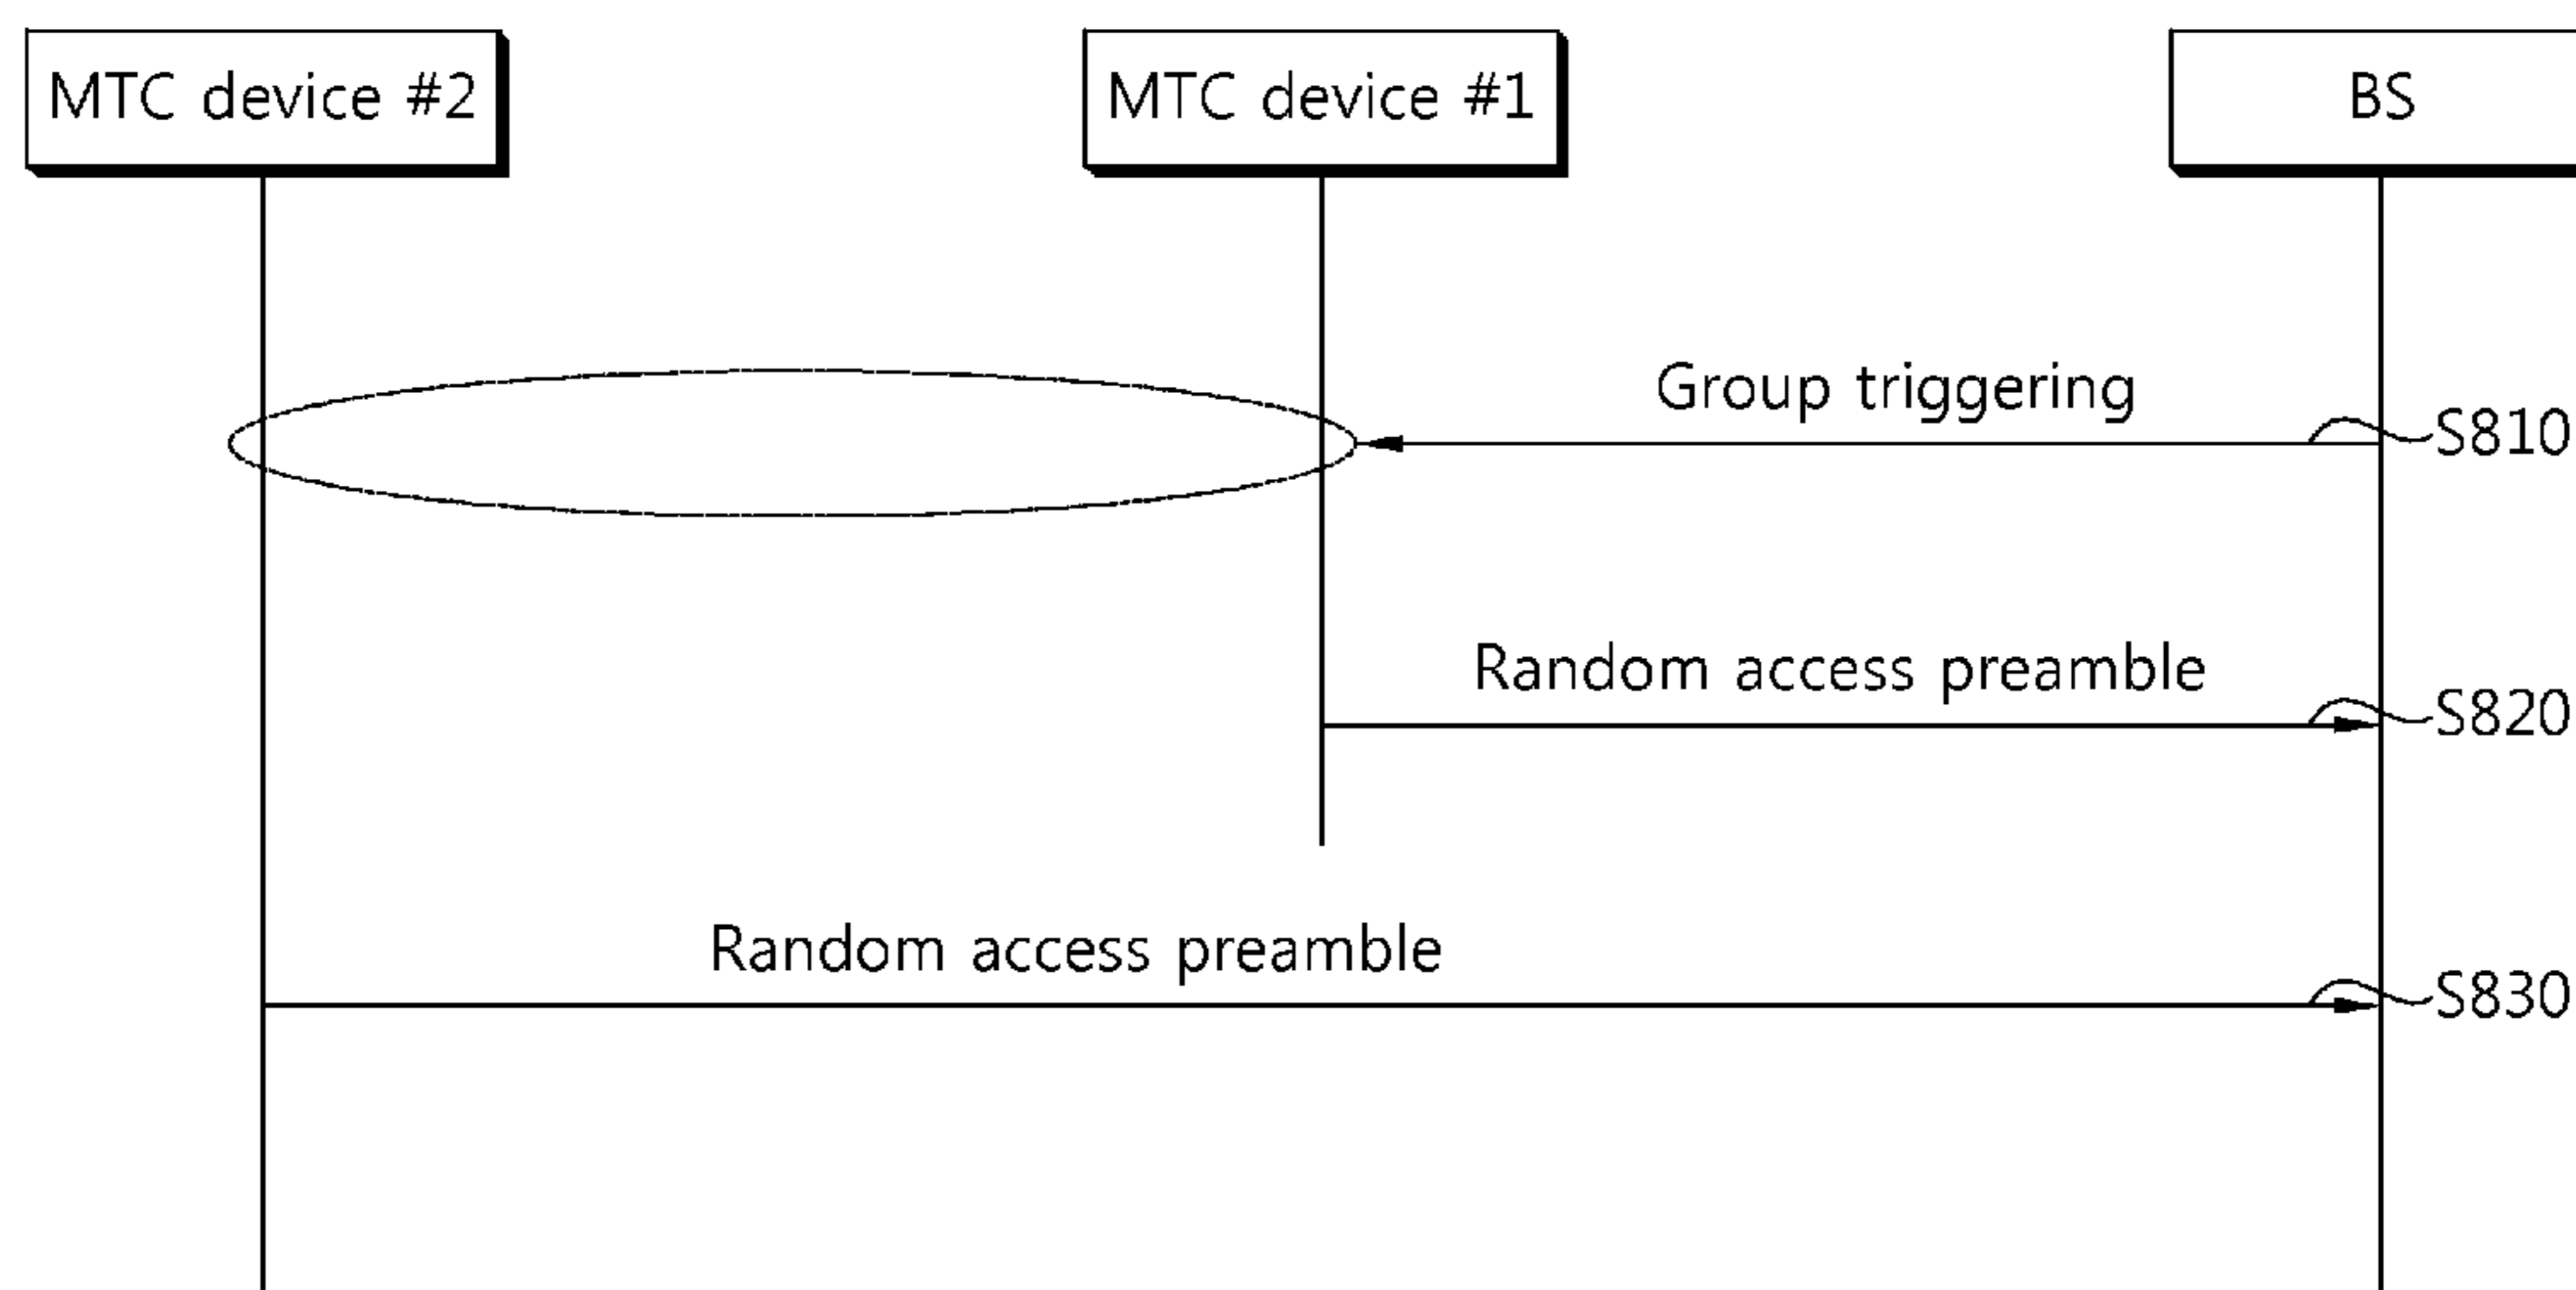 MTC device #2
MTC device #1
BS
Group triggering
S810
Random access preamble
S820
Random access preamble
S830